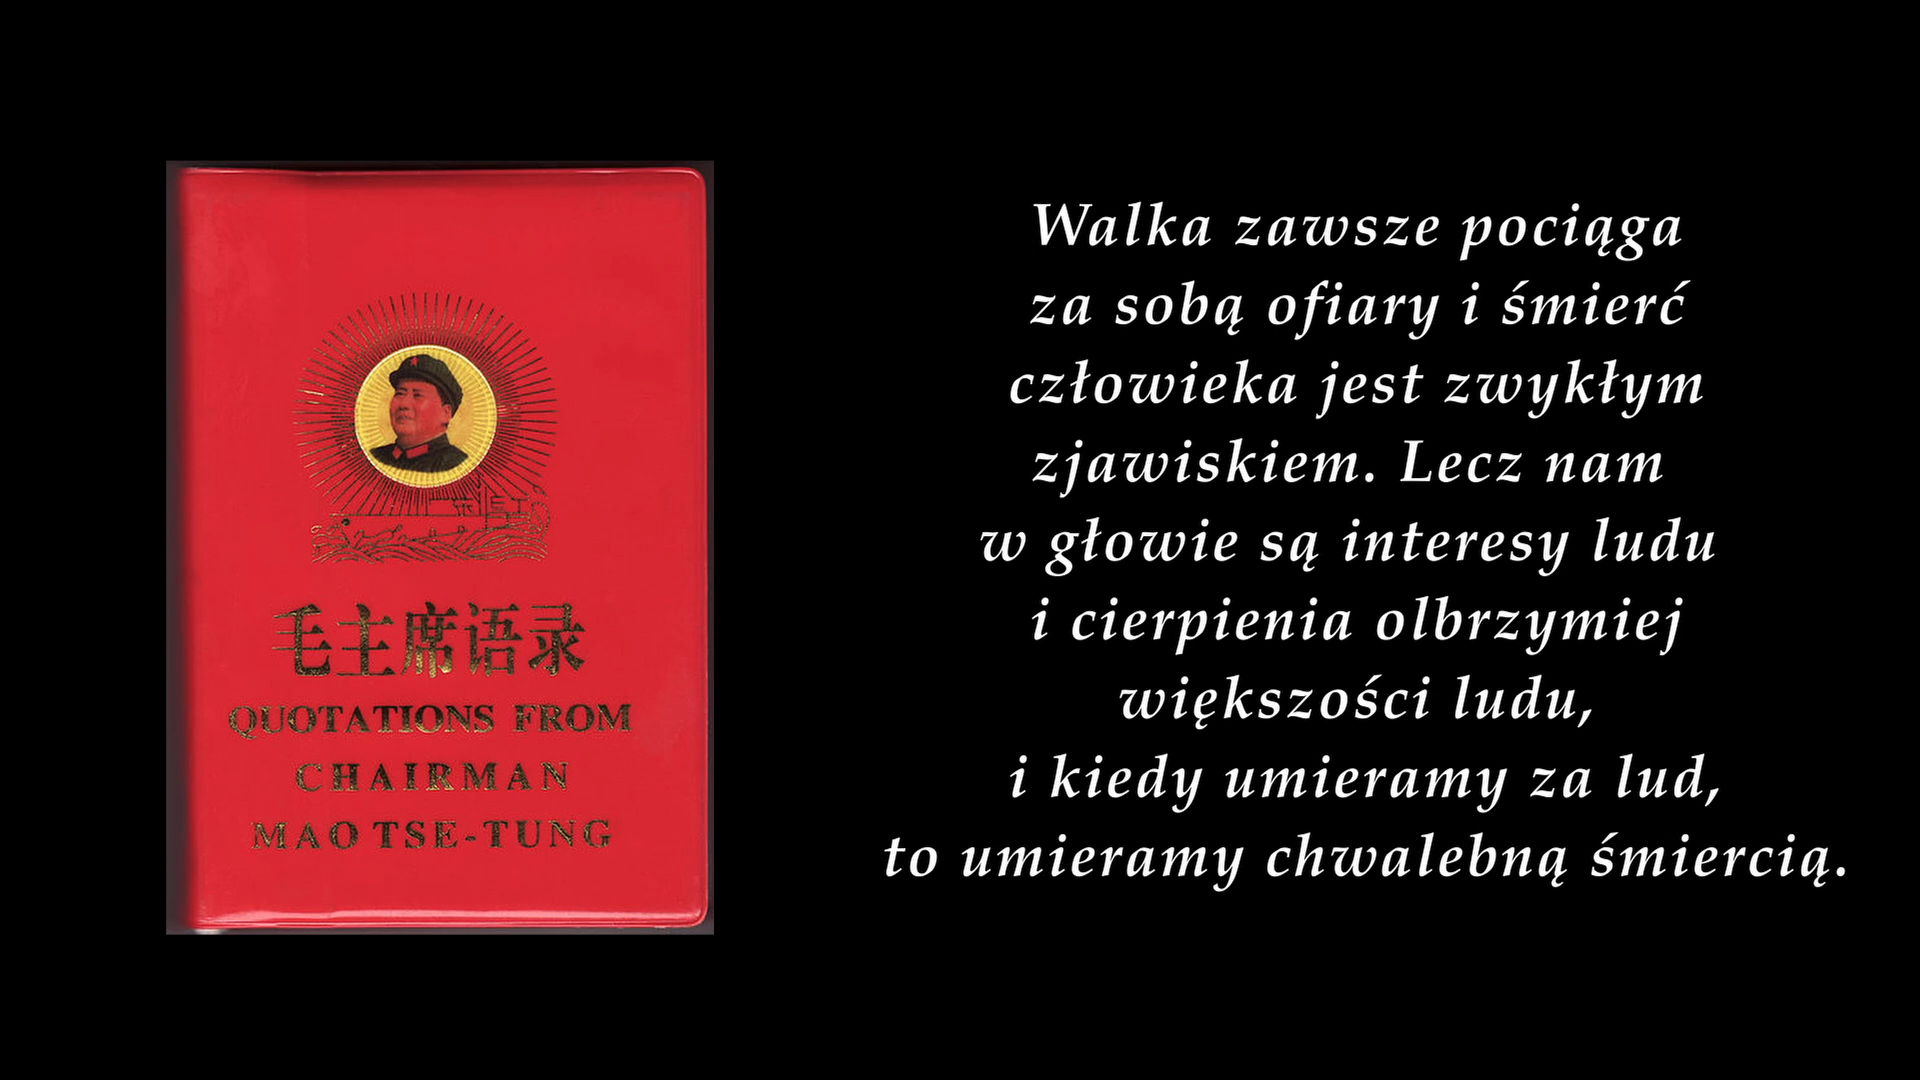 毛主席语录
QUOTATIONS FROM
CHAIRMAN
MAO TSE-TUNG
Walka zawsze pociąga
za sobą ofiary i śmierć
człowieka jest zwykłym
zjawiskiem. Lecz nam
w głowie są interesy ludu
i cierpienia olbrzymiej
większości ludu,
i kiedy umieramy za lud,
to umieramy chwalebną śmiercią.